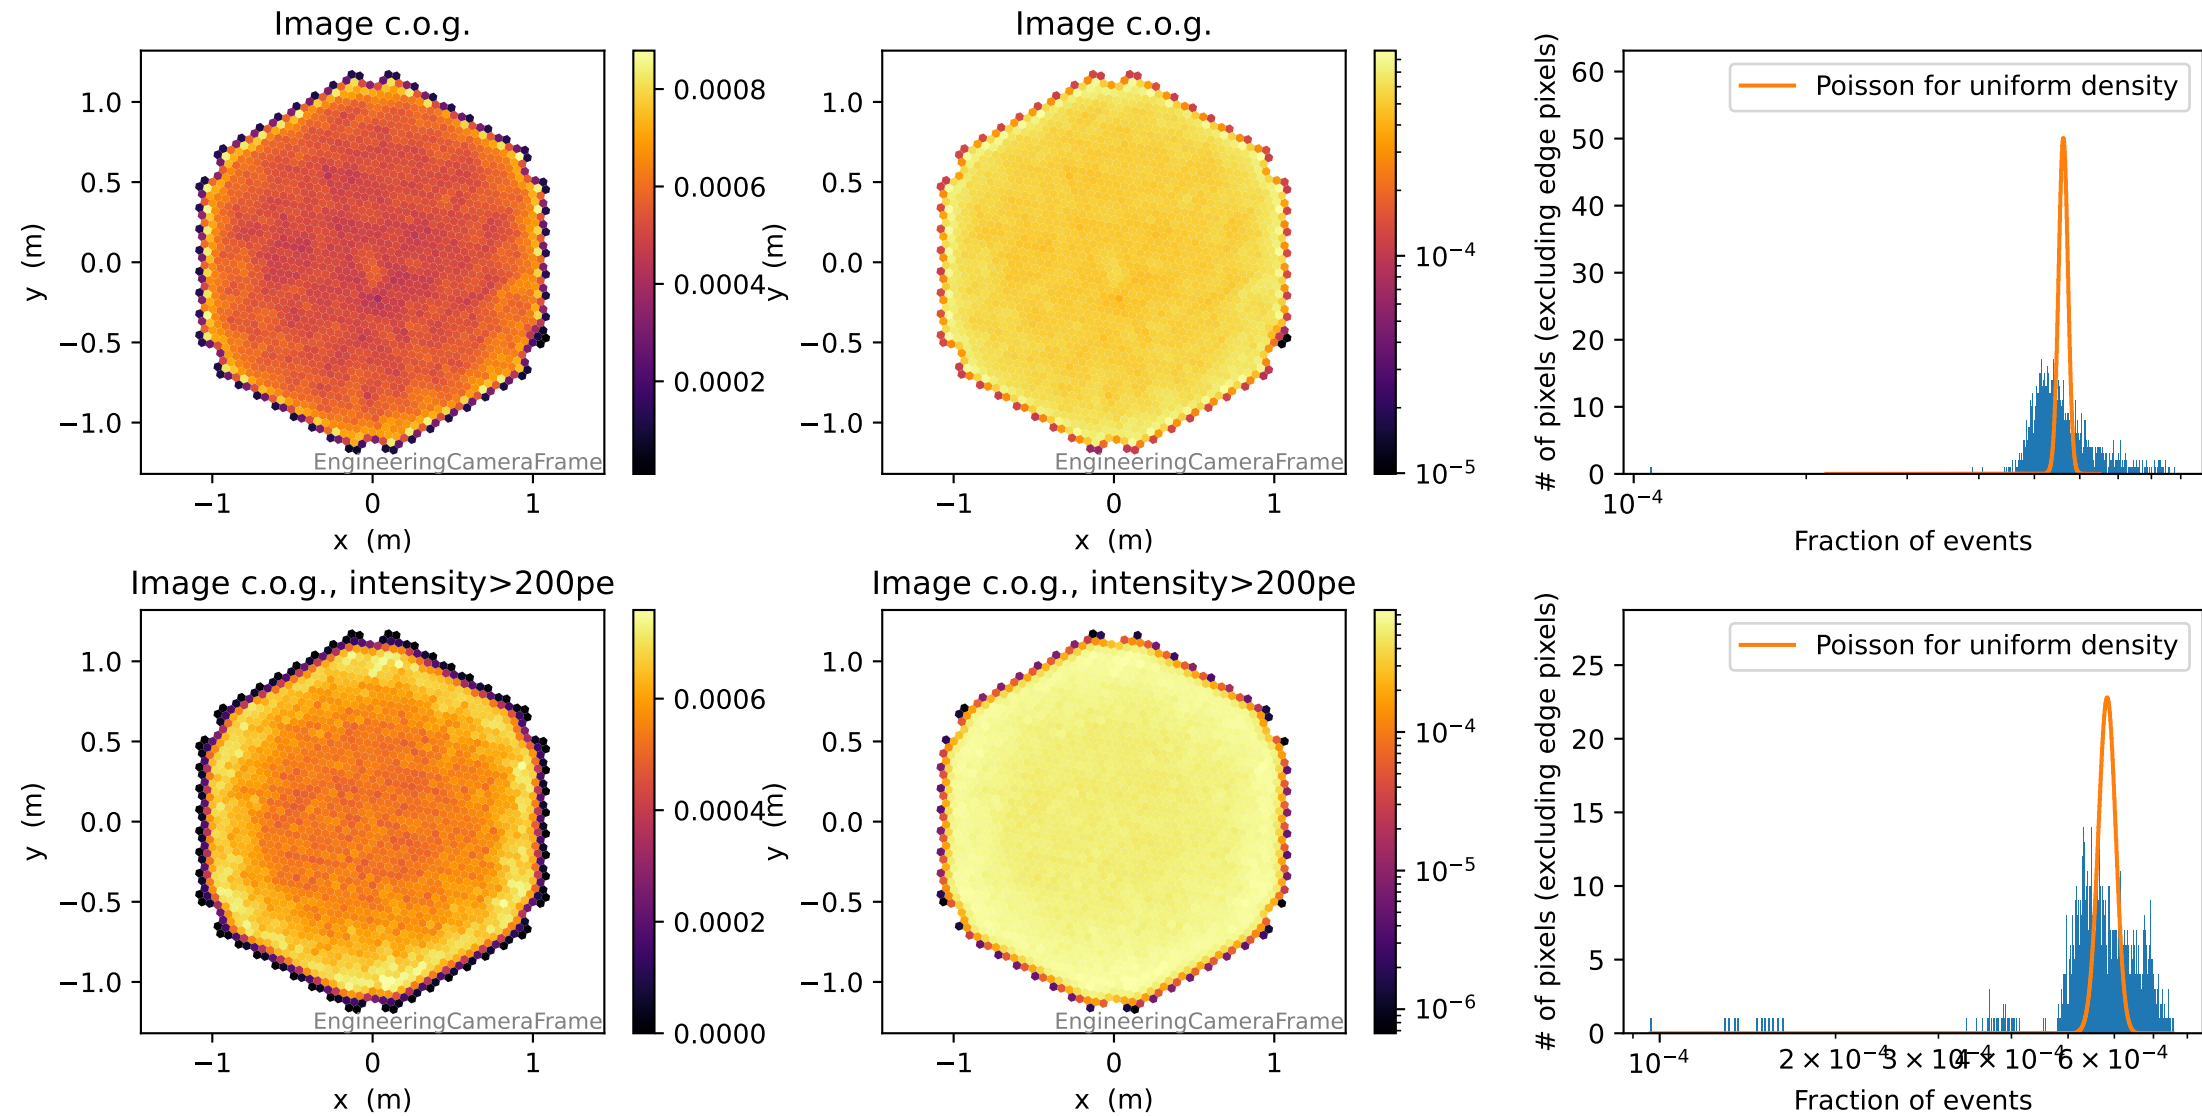 Image c.o.g.
1.0
0.5
0.0
−0.5
−1.0
y (m)
−1
0
1
x (m)
EngineeringCameraFrame
0.0008
0.0006
0.0004
0.0002
Image c.o.g.
1.0
0.5
0.0
−0.5
−1.0
y (m)
−1
0
1
x (m)
EngineeringCameraFrame
10⁻⁴
10⁻⁵
# of pixels (excluding edge pixels)
60
50
40
30
20
10
0
Poisson for uniform density
10⁻⁴
Fraction of events
Image c.o.g., intensity>200pe
1.0
0.5
0.0
−0.5
−1.0
y (m)
−1
0
1
x (m)
EngineeringCameraFrame
0.0006
0.0004
0.0002
0.0000
Image c.o.g., intensity>200pe
1.0
0.5
0.0
−0.5
−1.0
y (m)
−1
0
1
x (m)
EngineeringCameraFrame
10⁻⁴
10⁻⁵
10⁻⁶
# of pixels (excluding edge pixels)
25
20
15
10
5
0
Poisson for uniform density
10⁻⁴
2 × 10⁻⁴
3 × 10⁻⁴
4 × 10⁻⁴
6 × 10⁻⁴
Fraction of events